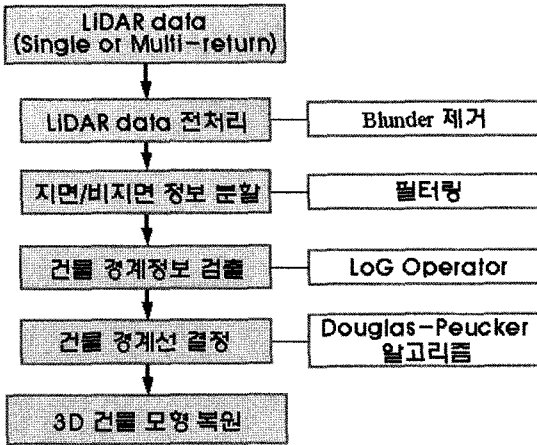 LiDAR data
(Single or Multi-return)
LiDAR data 전처리
Blunder 제거
지면/비지면 정보 분할
필터링
건물 경계정보 검출
LoG Operator
건물 경계선 결정
Douglas-Peucker
알고리즘
3D 건물 모형 복원